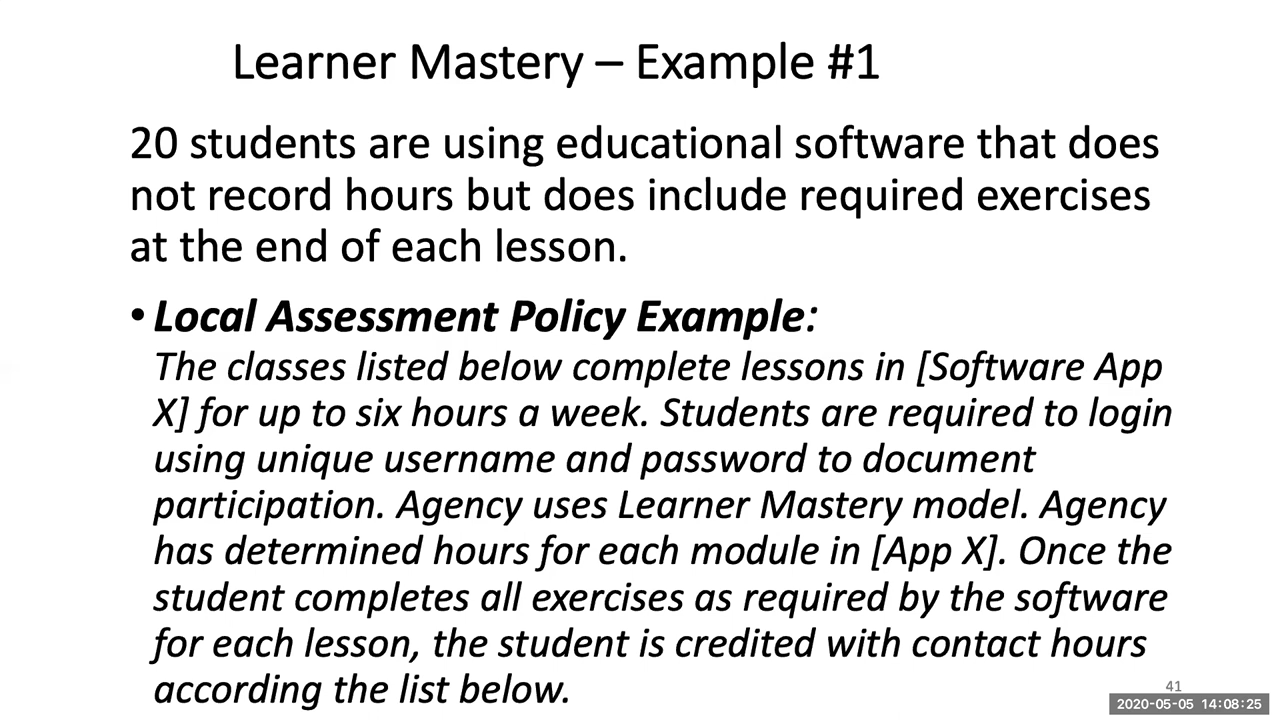 Learner Mastery – Example #1
20 students are using educational software that does
not record hours but does include required exercises
at the end of each lesson.
• Local Assessment Policy Example:
The classes listed below complete lessons in [Software App
X] for up to six hours a week. Students are required to login
using unique username and password to document
participation. Agency uses Learner Mastery model. Agency
has determined hours for each module in [App X]. Once the
student completes all exercises as required by the software
for each lesson, the student is credited with contact hours
according the list below.
41
2020-05-05 14:08:25